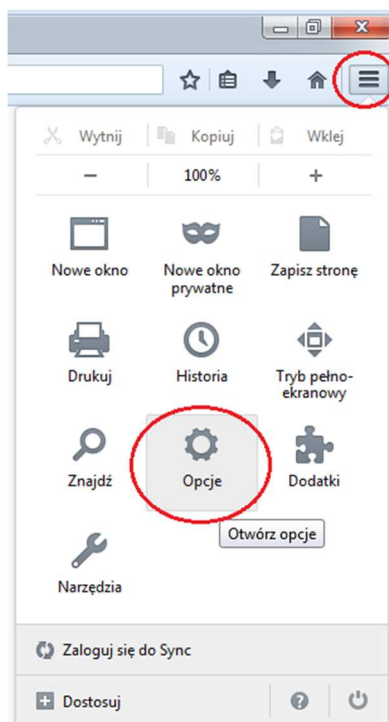 Wytnij Kopiuj Wklej
− 100% +
Nowe okno Nowe okno Zapisz stronę
prywatne
Drukuj Historia Tryb pełno-
ekranowy
Znajdź Opcje Dodatki
Otwórz opcje
Narzędzia
Zaloguj się do Sync
Dostosuj ?